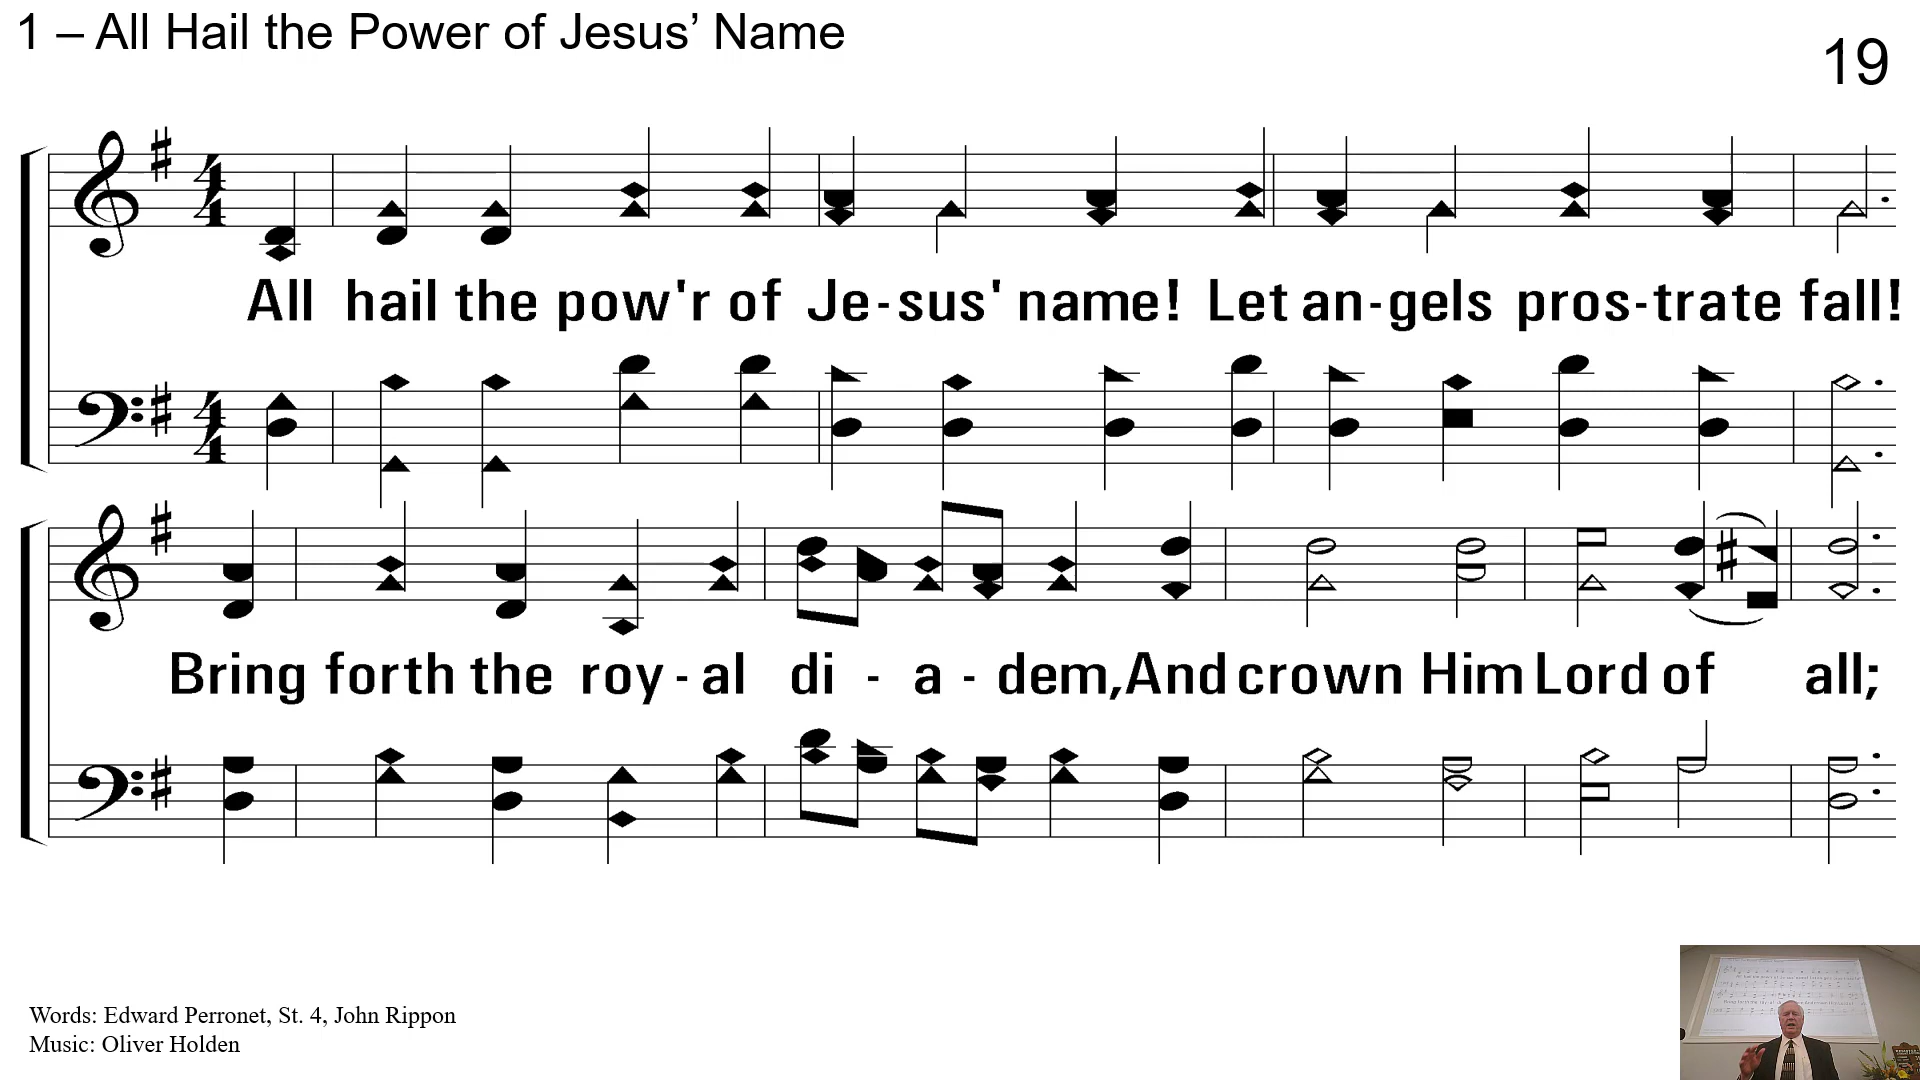 1 – All Hail the Power of Jesus’ Name
19
All hail the pow'r of Je-sus' name! Let an-gels pros-trate fall!
Bring forth the roy-al di - a - dem, And crown Him Lord of all;
Words: Edward Perronet, St. 4, John Rippon
Music: Oliver Holden